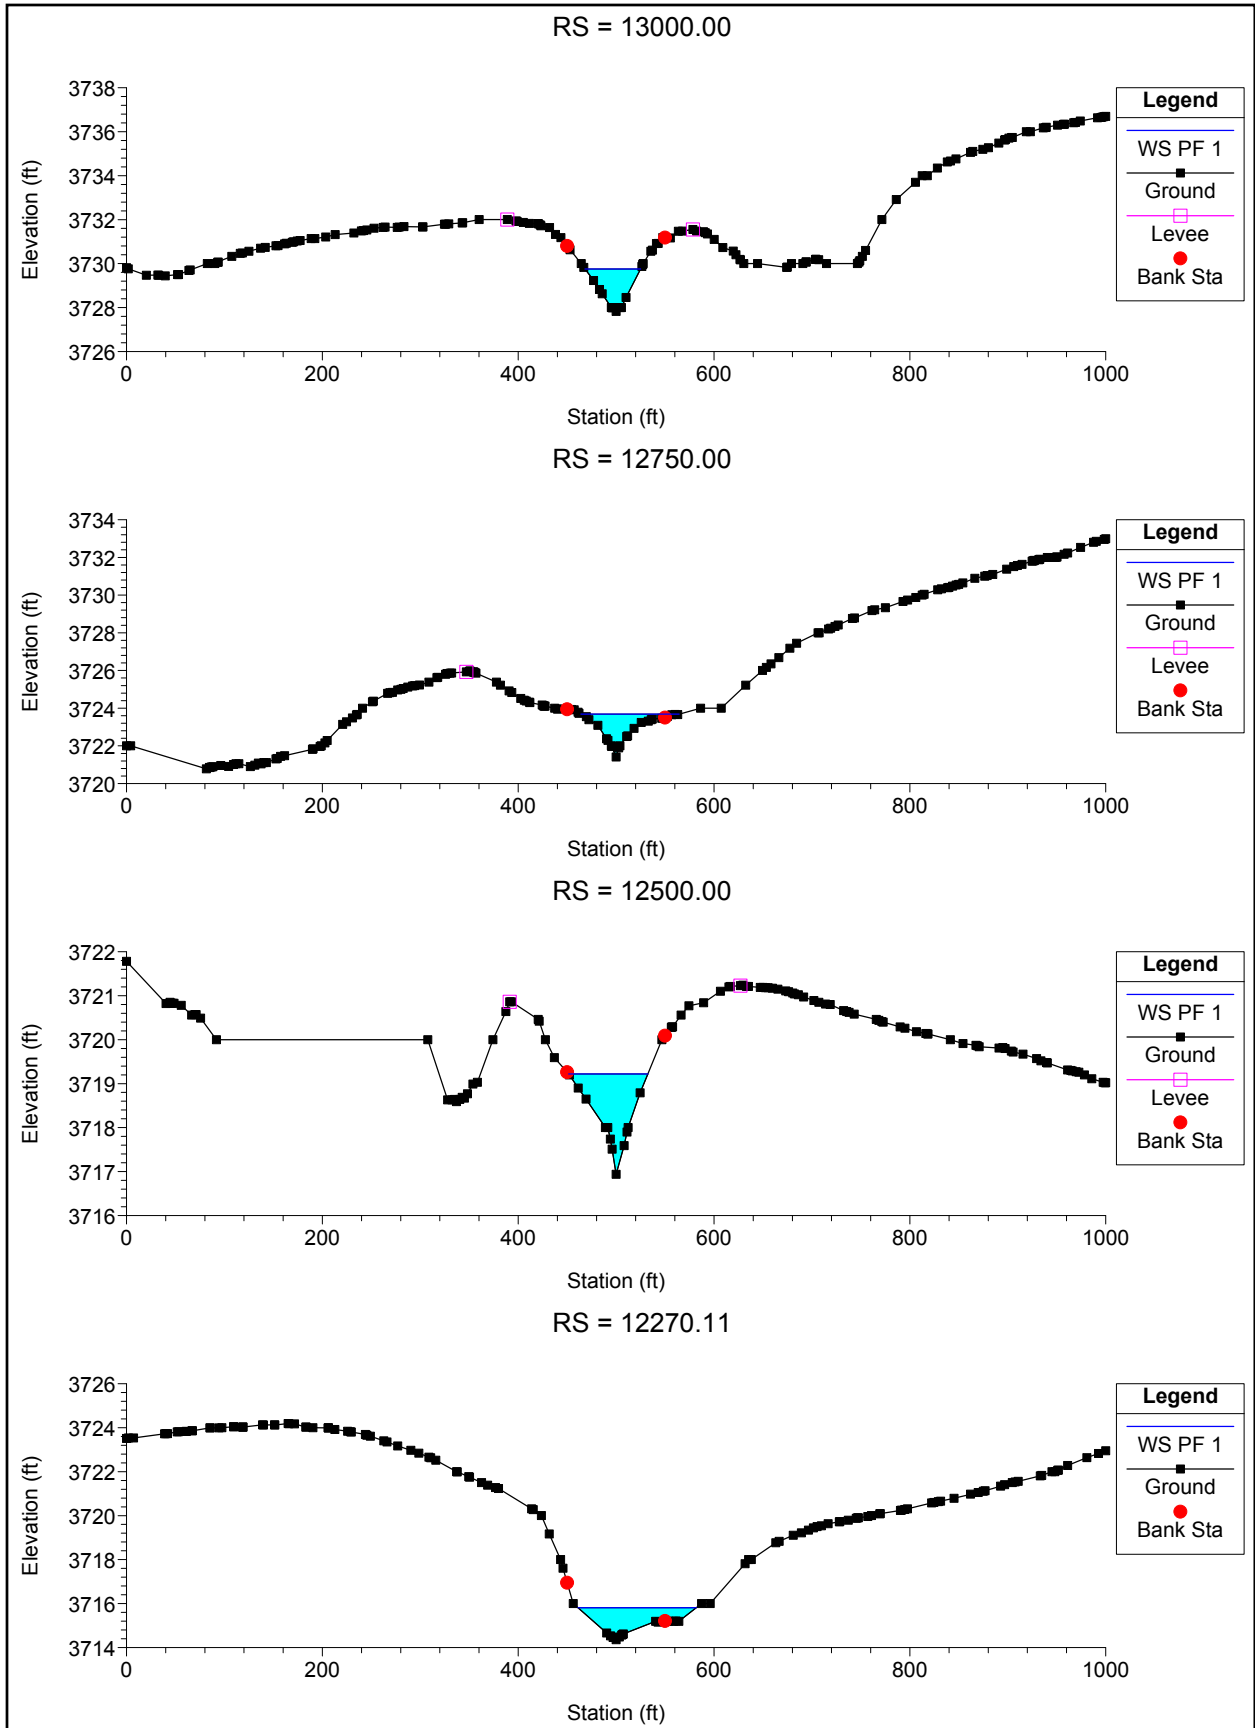 RS = 13000.00
3738
3736
3734
3732
3730
3728
3726
Elevation (ft)
0 200 400 600 800 1000
Station (ft)
Legend
WS PF 1
Ground
Levee
Bank Sta
RS = 12750.00
3734
3732
3730
3728
3726
3724
3722
3720
Elevation (ft)
0 200 400 600 800 1000
Station (ft)
Legend
WS PF 1
Ground
Levee
Bank Sta
RS = 12500.00
3722
3721
3720
3719
3718
3717
3716
Elevation (ft)
0 200 400 600 800 1000
Station (ft)
Legend
WS PF 1
Ground
Levee
Bank Sta
RS = 12270.11
3726
3724
3722
3720
3718
3716
3714
Elevation (ft)
0 200 400 600 800 1000
Station (ft)
Legend
WS PF 1
Ground
Bank Sta